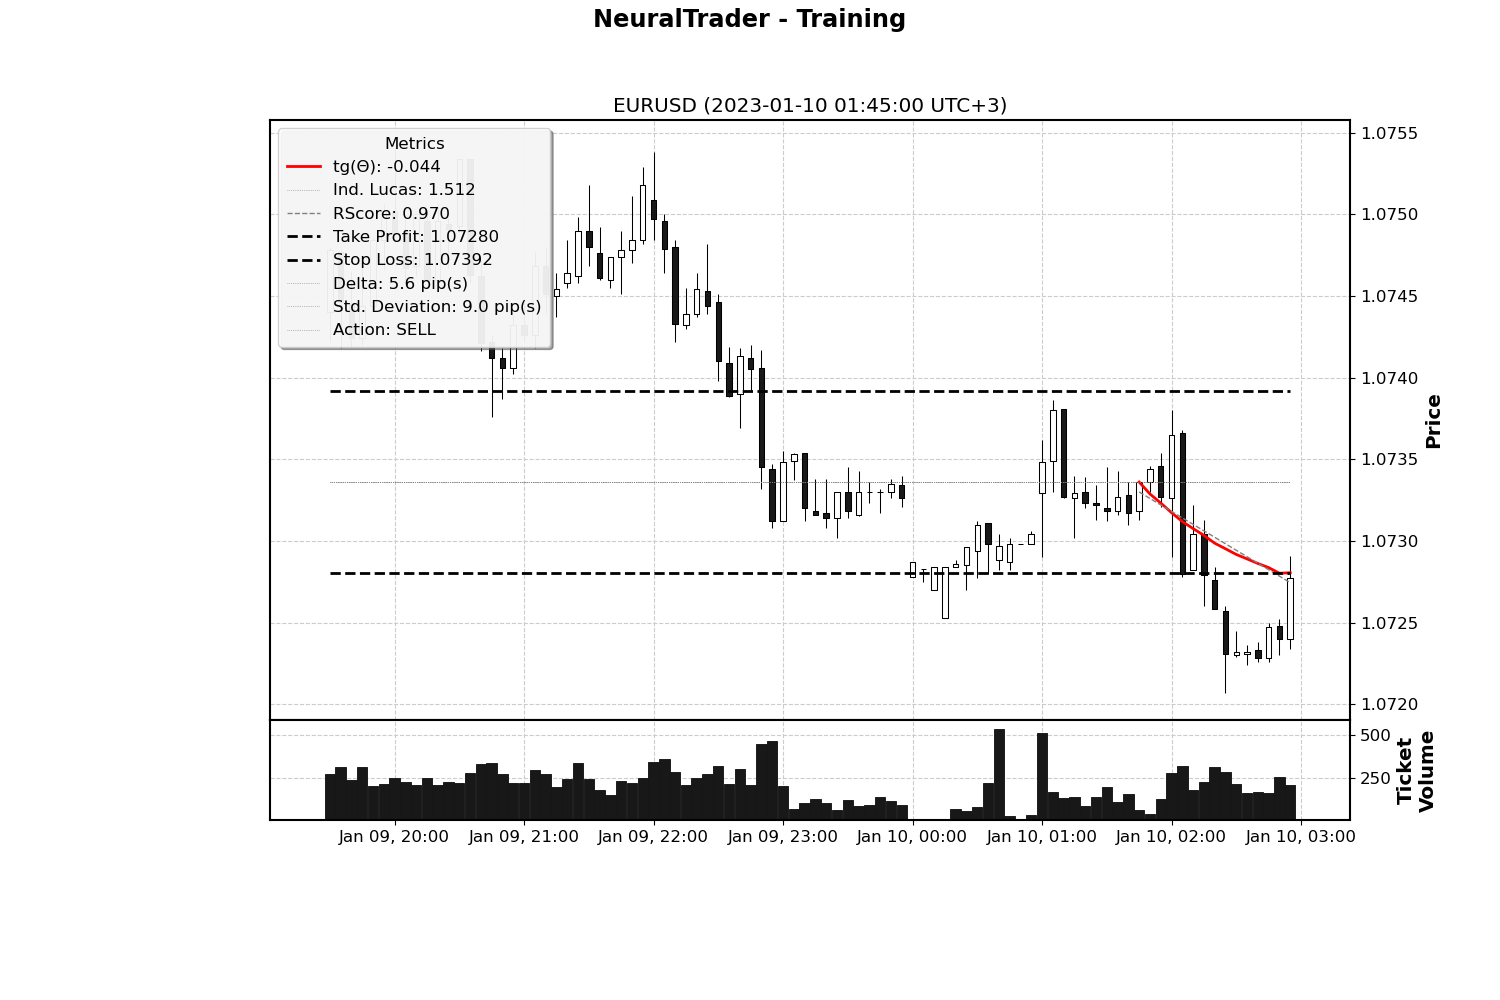 NeuralTrader - Training
EURUSD (2023-01-10 01:45:00 UTC+3)
Metrics
tg(Θ): -0.044
Ind. Lucas: 1.512
RScore: 0.970
Take Profit: 1.07280
Stop Loss: 1.07392
Delta: 5.6 pip(s)
Std. Deviation: 9.0 pip(s)
Action: SELL
1.0755
1.0750
1.0745
1.0740
1.0735
1.0730
1.0725
1.0720
Price
500
250
Ticket
Volume
Jan 09, 20:00
Jan 09, 21:00
Jan 09, 22:00
Jan 09, 23:00
Jan 10, 00:00
Jan 10, 01:00
Jan 10, 02:00
Jan 10, 03:00